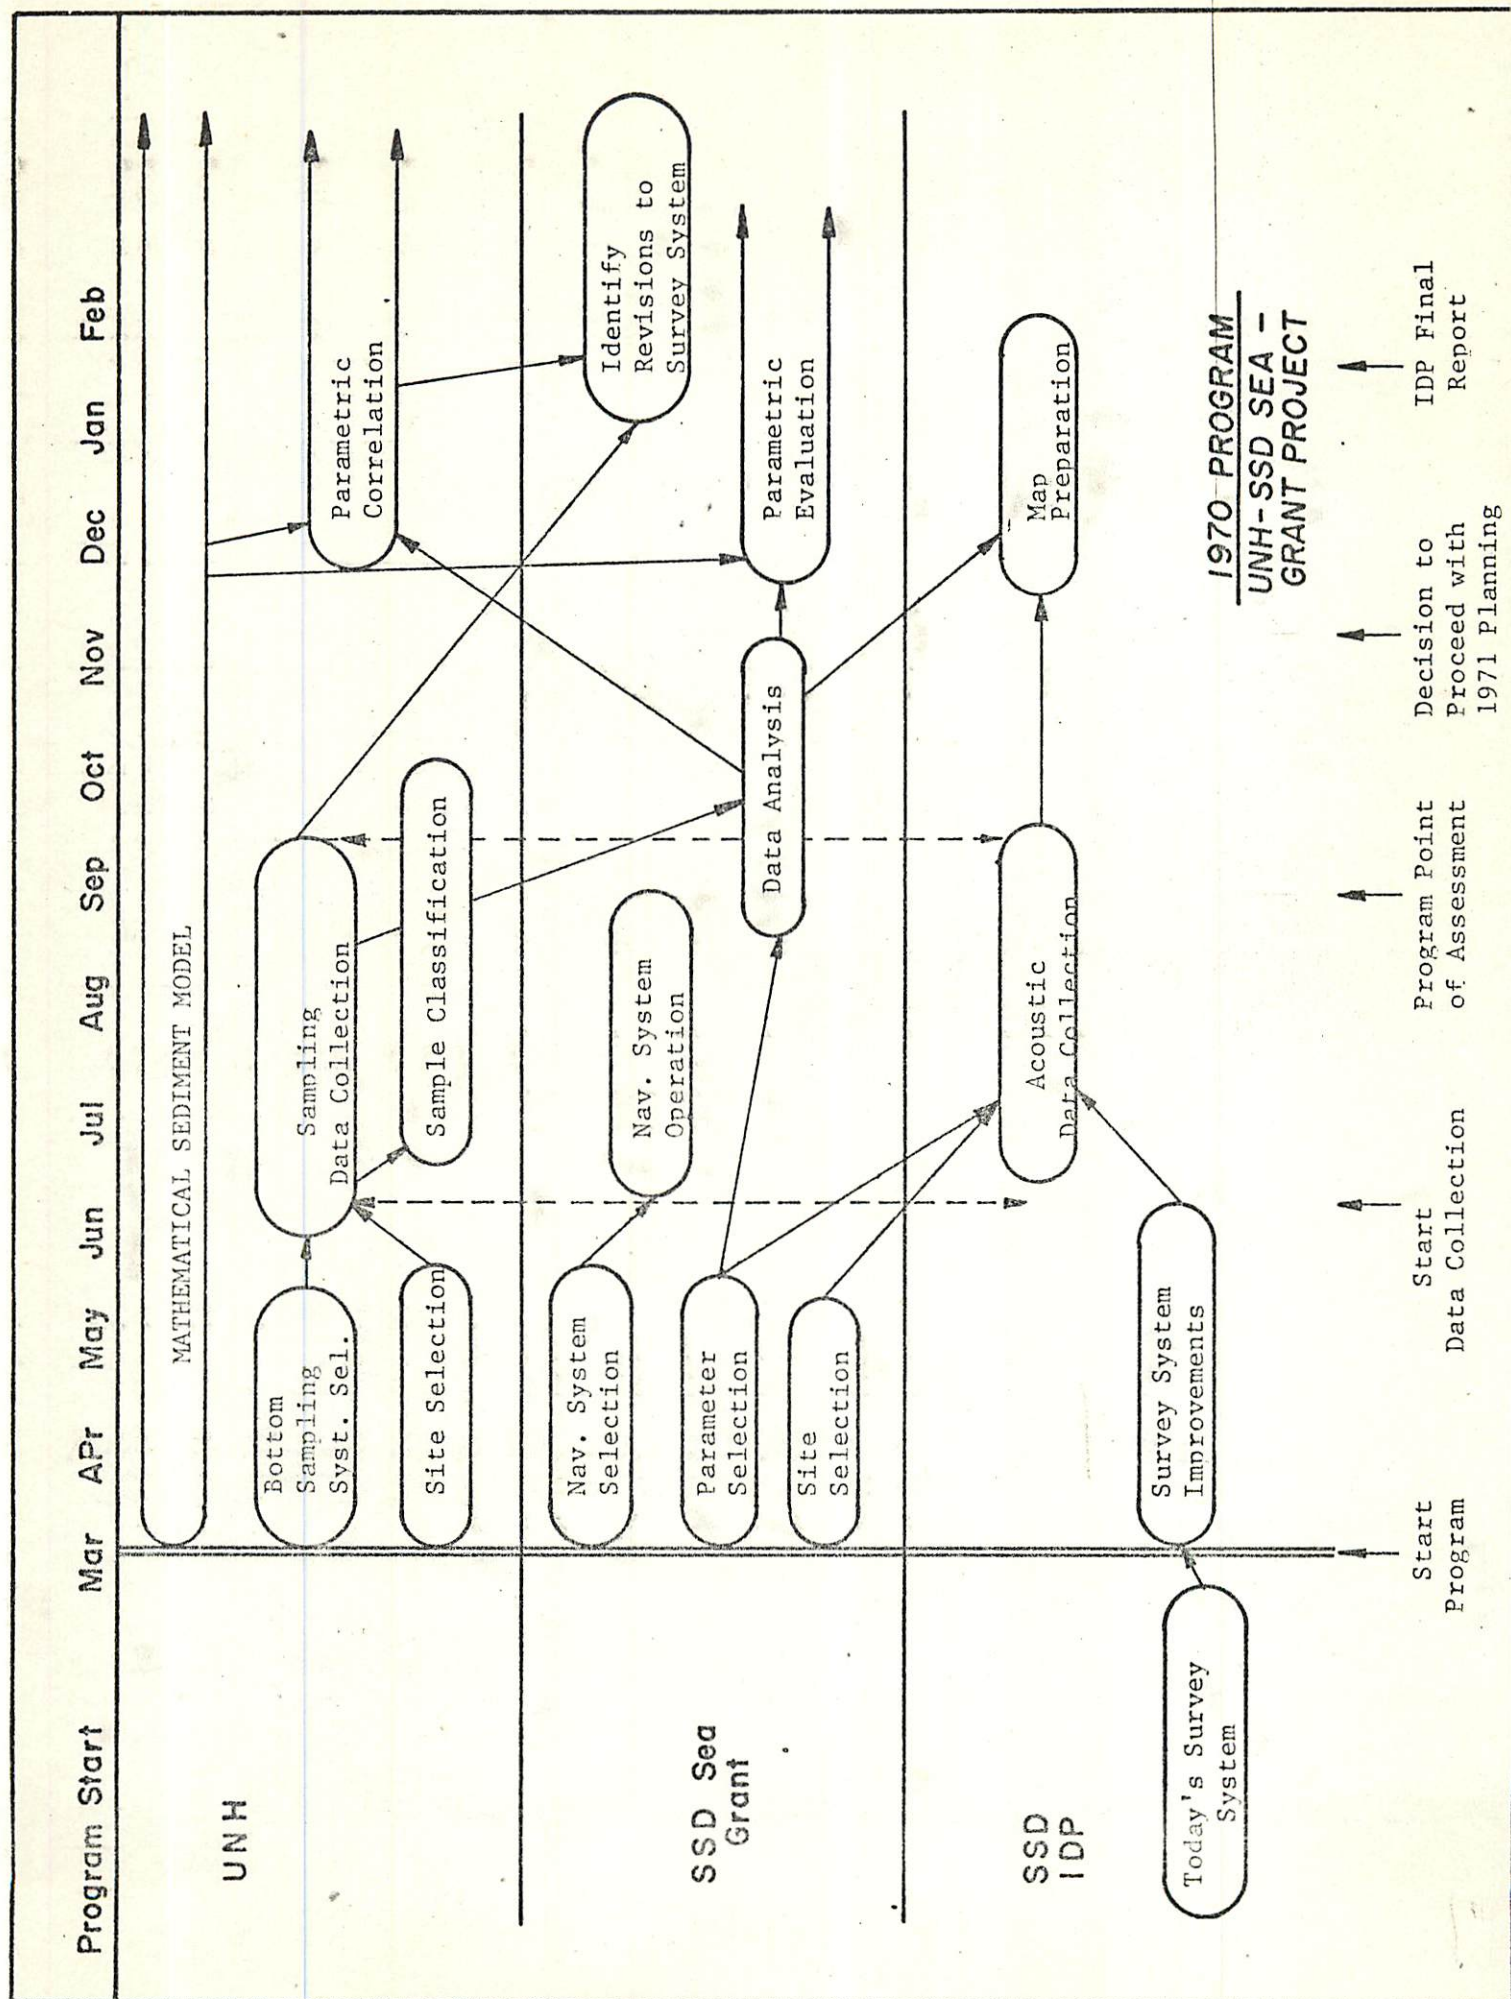 Program Start Mar APr May Jun Jul Aug Sep Oct Nov Dec Jan Feb
UNH
MATHEMATICAL SEDIMENT MODEL
Bottom
Sampling
Syst. Sel.
Sampling
Data Collection
Parametric
Correlation
Site Selection
Sample Classification
SSD Sea
Grant
Nav. System
Selection
Nav. System
Operation
Identify
Revisions to
Survey System
Parameter
Selection
Data Analysis
Parametric
Evaluation
Site
Selection
SSD
IDP
Acoustic
Data Collection
Map
Preparation
Today's Survey
System
Survey System
Improvements
1970 PROGRAM
UNH-SSD SEA-
GRANT PROJECT
Start
Program
Start
Data Collection
Program Point
of Assessment
Decision to
Proceed with
1971 Planning
IDP Final
Report